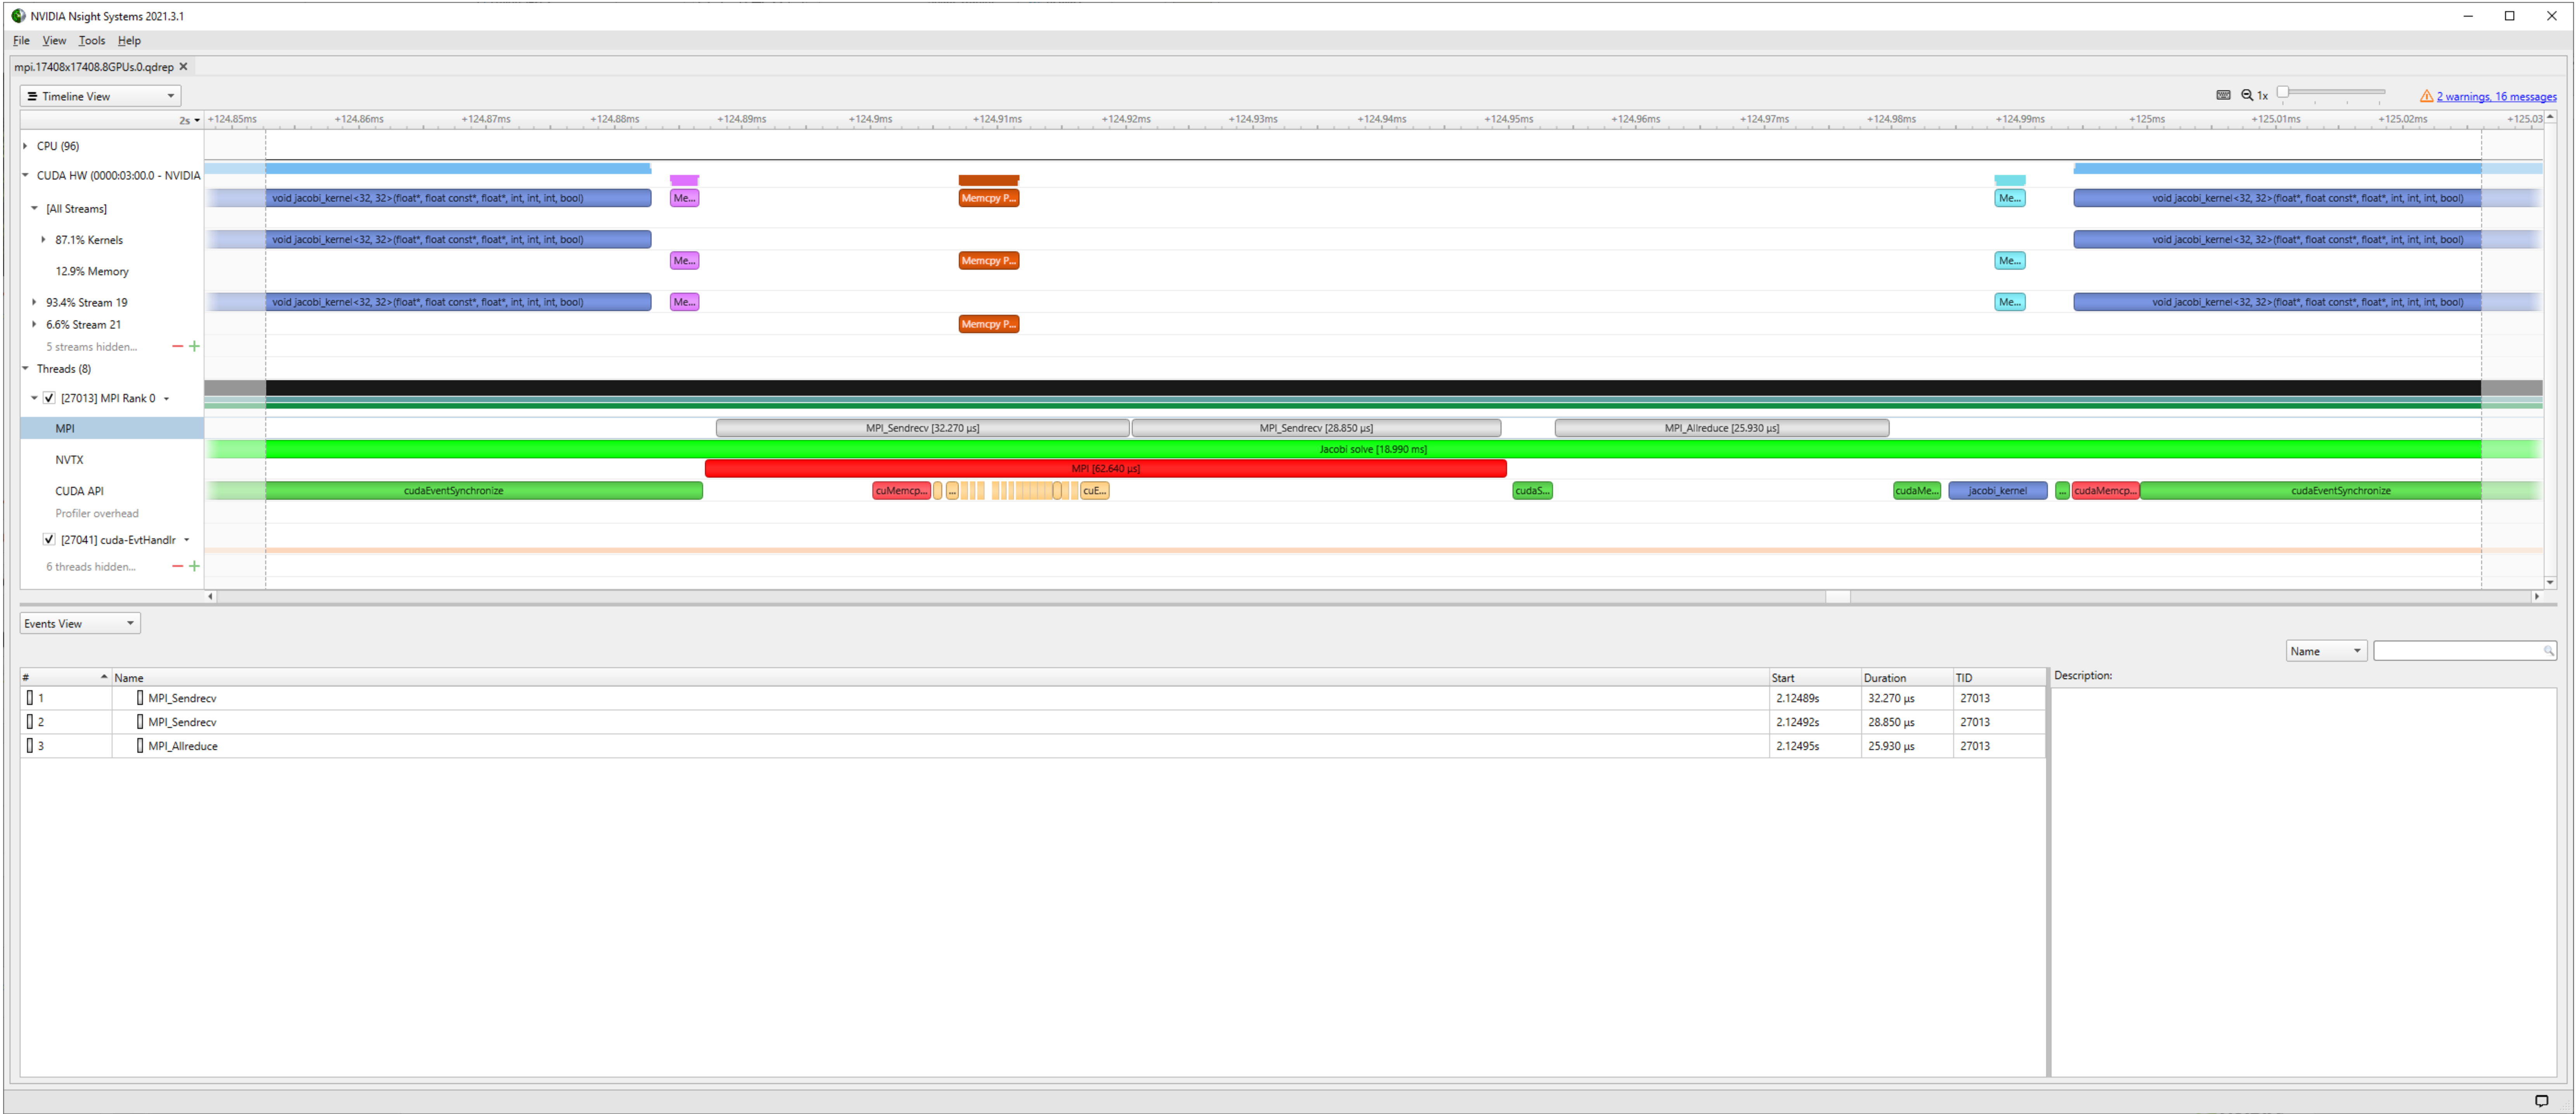 NVIDIA Nsight Systems 2021.3.1
File View Tools Help
mpi.17408x17408.8GPUs.0.qdrep
Timeline View 1x 2 warnings, 16 messages
2s +124.85ms +124.86ms +124.87ms +124.88ms +124.89ms +124.9ms +124.91ms +124.92ms +124.93ms +124.94ms +124.95ms +124.96ms +124.97ms +124.98ms +124.99ms +125ms +125.01ms +125.02ms +125.03
CPU (96)
CUDA HW (0000:03:00.0 - NVIDIA
[All Streams] void jacobi_kernel<32, 32>(float*, float const*, float*, int, int, int, bool) Me... Memcpy P... Me... void jacobi_kernel<32, 32>(float*, float const*, float*, int, int, int, bool)
87.1% Kernels void jacobi_kernel<32, 32>(float*, float const*, float*, int, int, int, bool) void jacobi_kernel<32, 32>(float*, float const*, float*, int, int, int, bool)
12.9% Memory Me... Memcpy P... Me...
93.4% Stream 19 void jacobi_kernel<32, 32>(float*, float const*, float*, int, int, int, bool) Me... Me... void jacobi_kernel<32, 32>(float*, float const*, float*, int, int, int, bool)
6.6% Stream 21 Memcpy P...
5 streams hidden...
Threads (8)
[27013] MPI Rank 0
MPI MPI_Sendrecv [32.270 μs] MPI_Sendrecv [28.850 μs] MPI_Allreduce [25.930 μs]
Jacobi solve [18.990 ms]
NVTX MPI [62.640 μs]
CUDA API cudaEventSynchronize cuMemcp... ... cuE... cudaS... cudaMe... jacobi_kernel ... cudaMemcp... cudaEventSynchronize
Profiler overhead
[27041] cuda-EvtHandlr
6 threads hidden...
Events View
Name
# Name Start Duration TID Description:
1 MPI_Sendrecv 2.12489s 32.270 μs 27013
2 MPI_Sendrecv 2.12492s 28.850 μs 27013
3 MPI_Allreduce 2.12495s 25.930 μs 27013